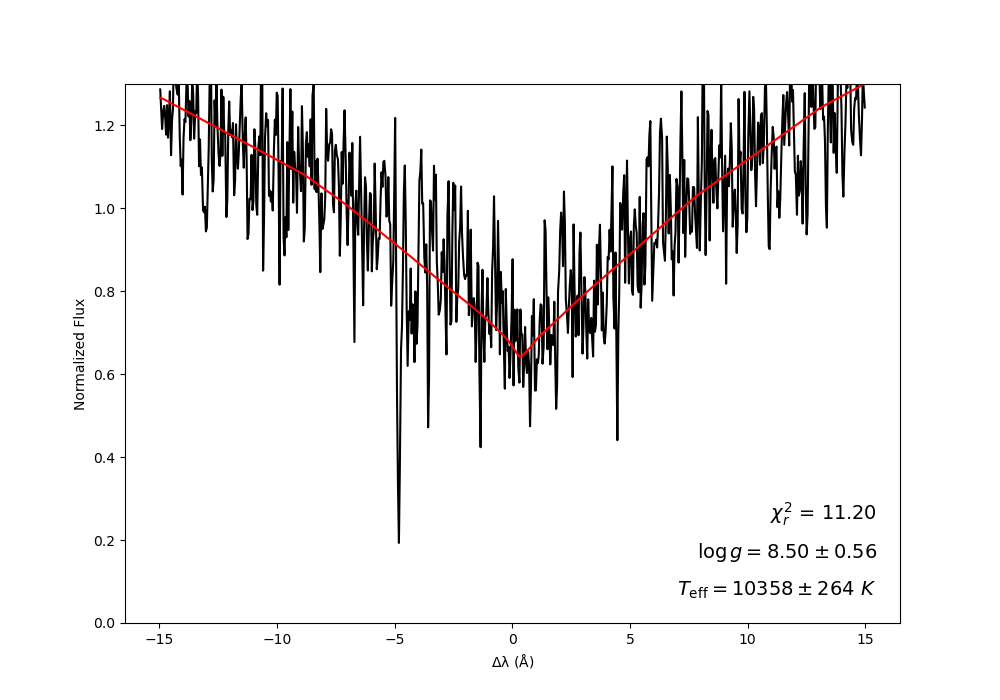 1.2
1.0
0.8
0.6
0.4
0.2
0.0
Normalized Flux
χ²ᵣ = 11.20
log g = 8.50 ± 0.56
T_eff = 10358 ± 264 K
−15 −10 −5 0 5 10 15
Δλ (Å)